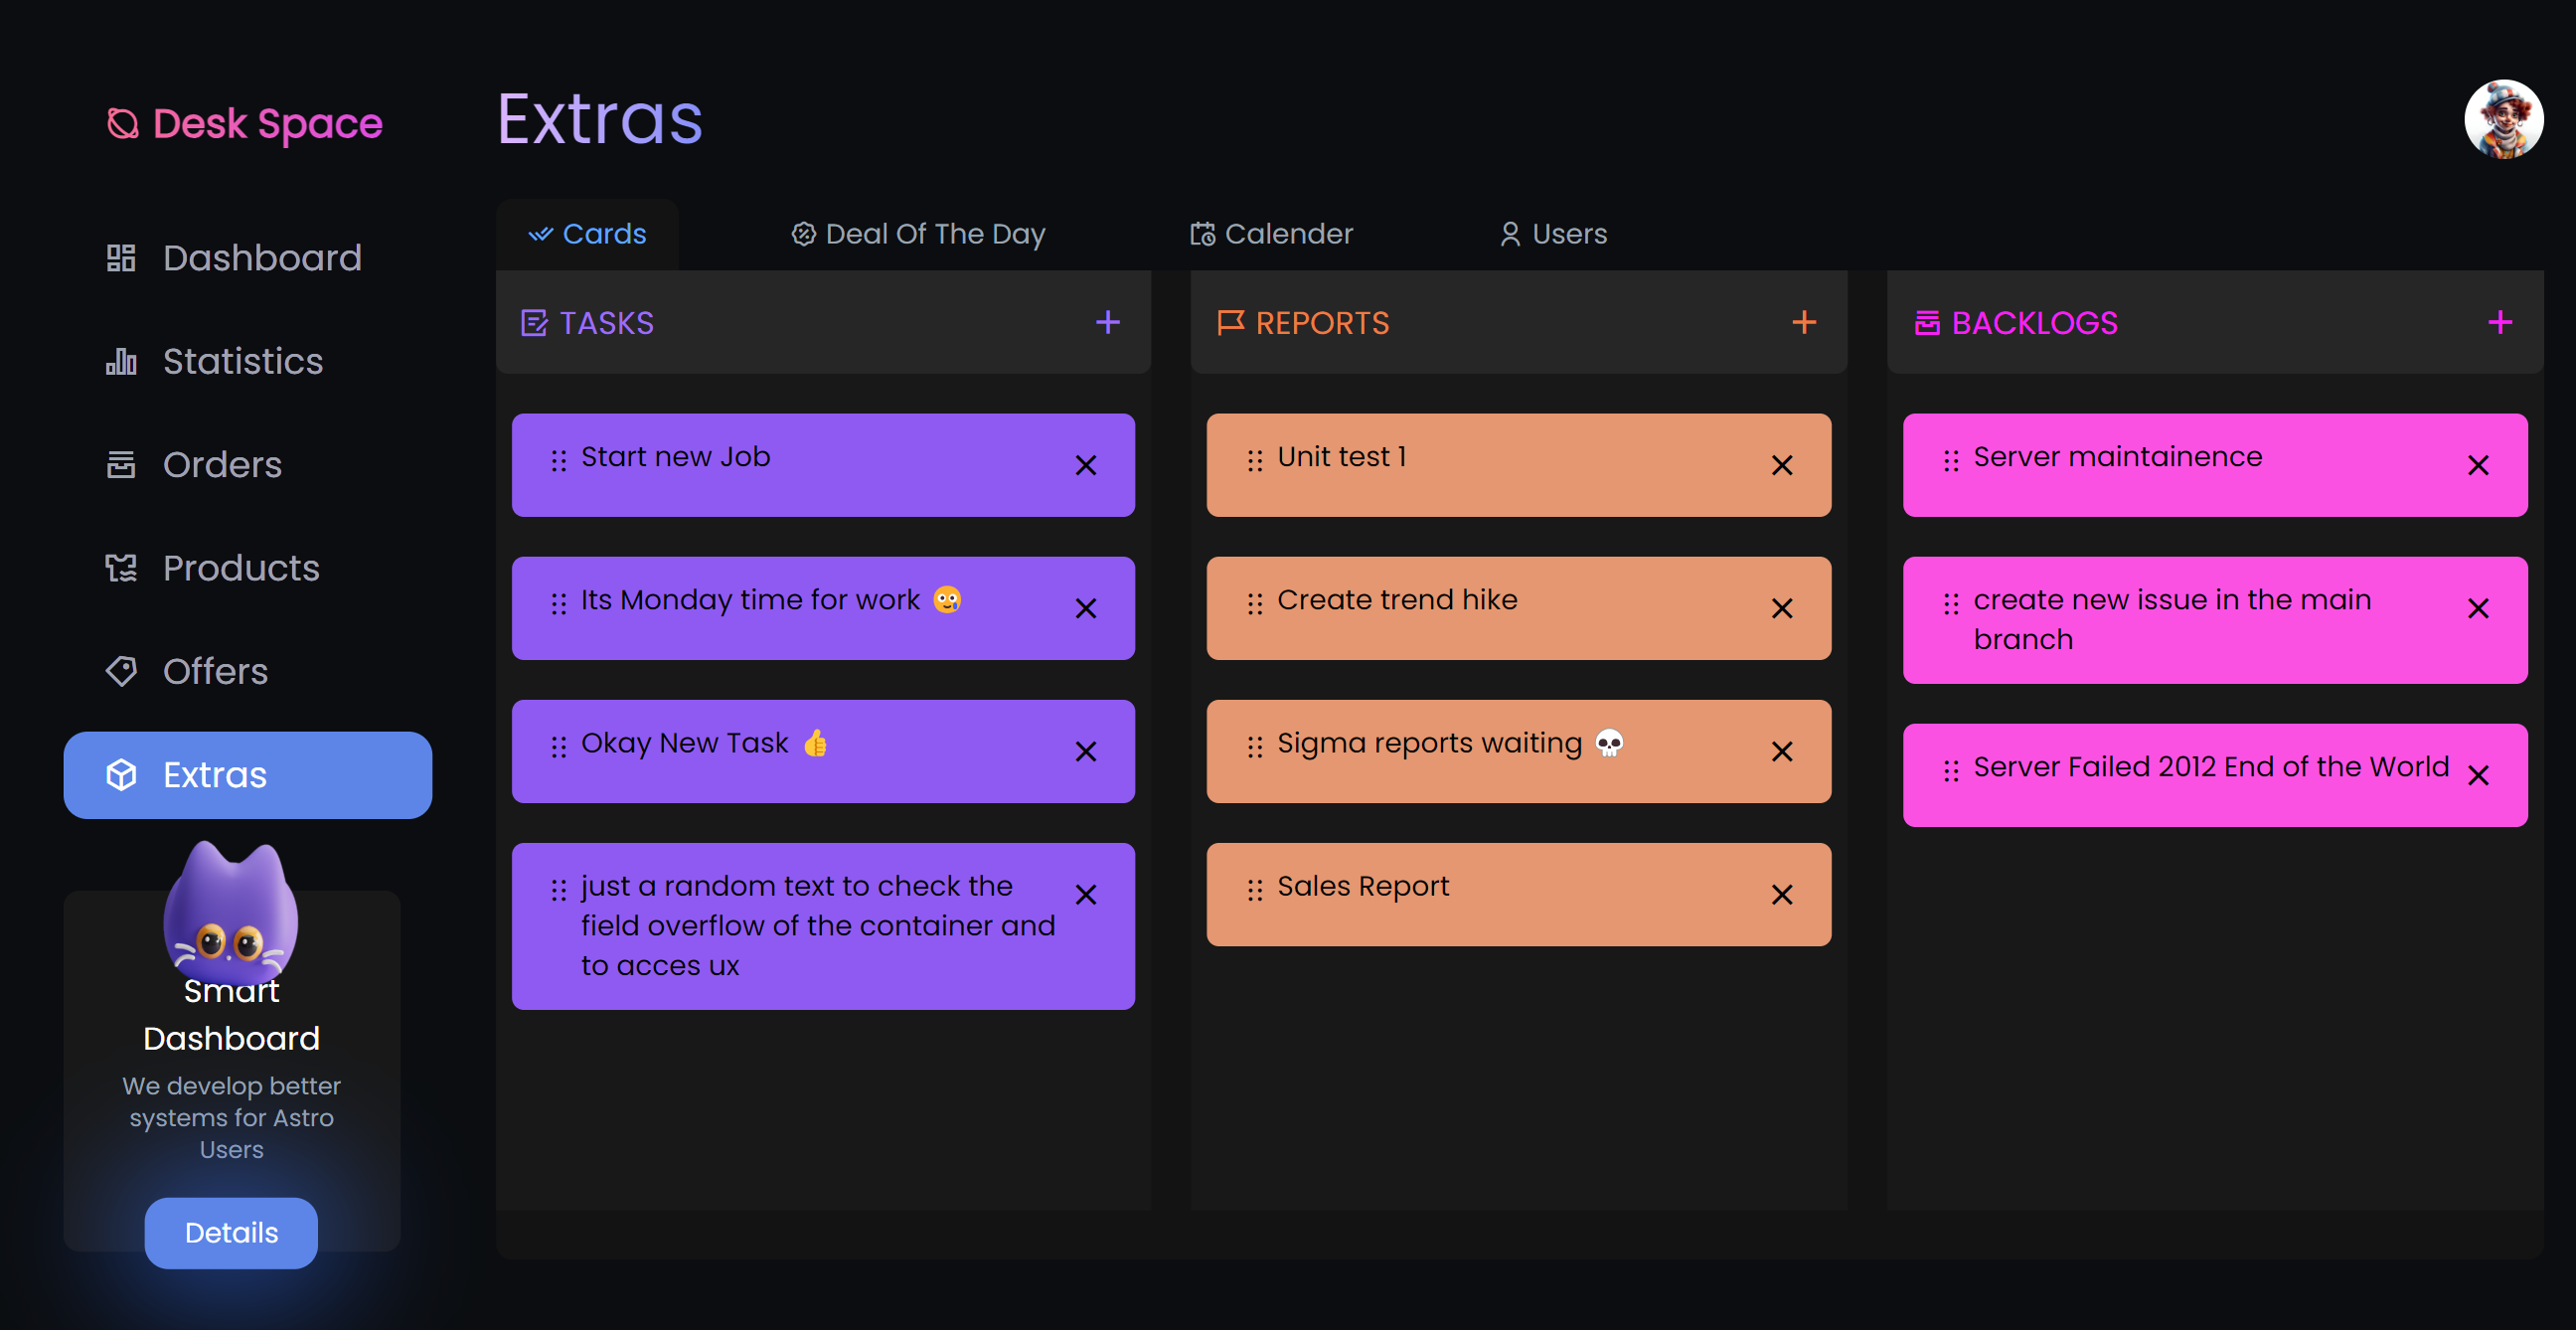 Desk Space
Dashboard
Statistics
Orders
Products
Offers
Extras
Smart
Dashboard
We develop better
systems for Astro
Users
Details
Extras
Cards
Deal Of The Day
Calender
Users
TASKS
Start new Job
Its Monday time for work 😢
Okay New Task 👍
just a random text to check the
field overflow of the container and
to acces ux
REPORTS
Unit test 1
Create trend hike
Sigma reports waiting 💀
Sales Report
BACKLOGS
Server maintainence
create new issue in the main
branch
Server Failed 2012 End of the World